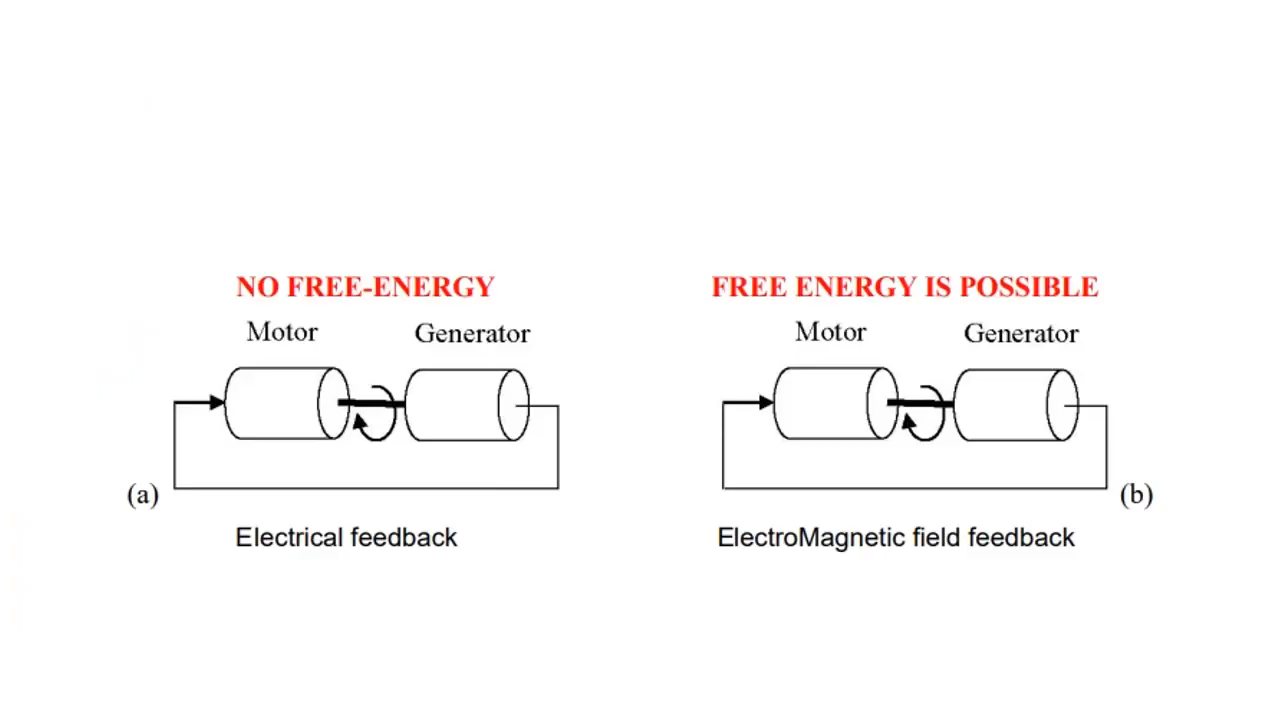 NO FREE-ENERGY
Motor Generator
(a)
Electrical feedback
FREE ENERGY IS POSSIBLE
Motor Generator
(b)
ElectroMagnetic field feedback